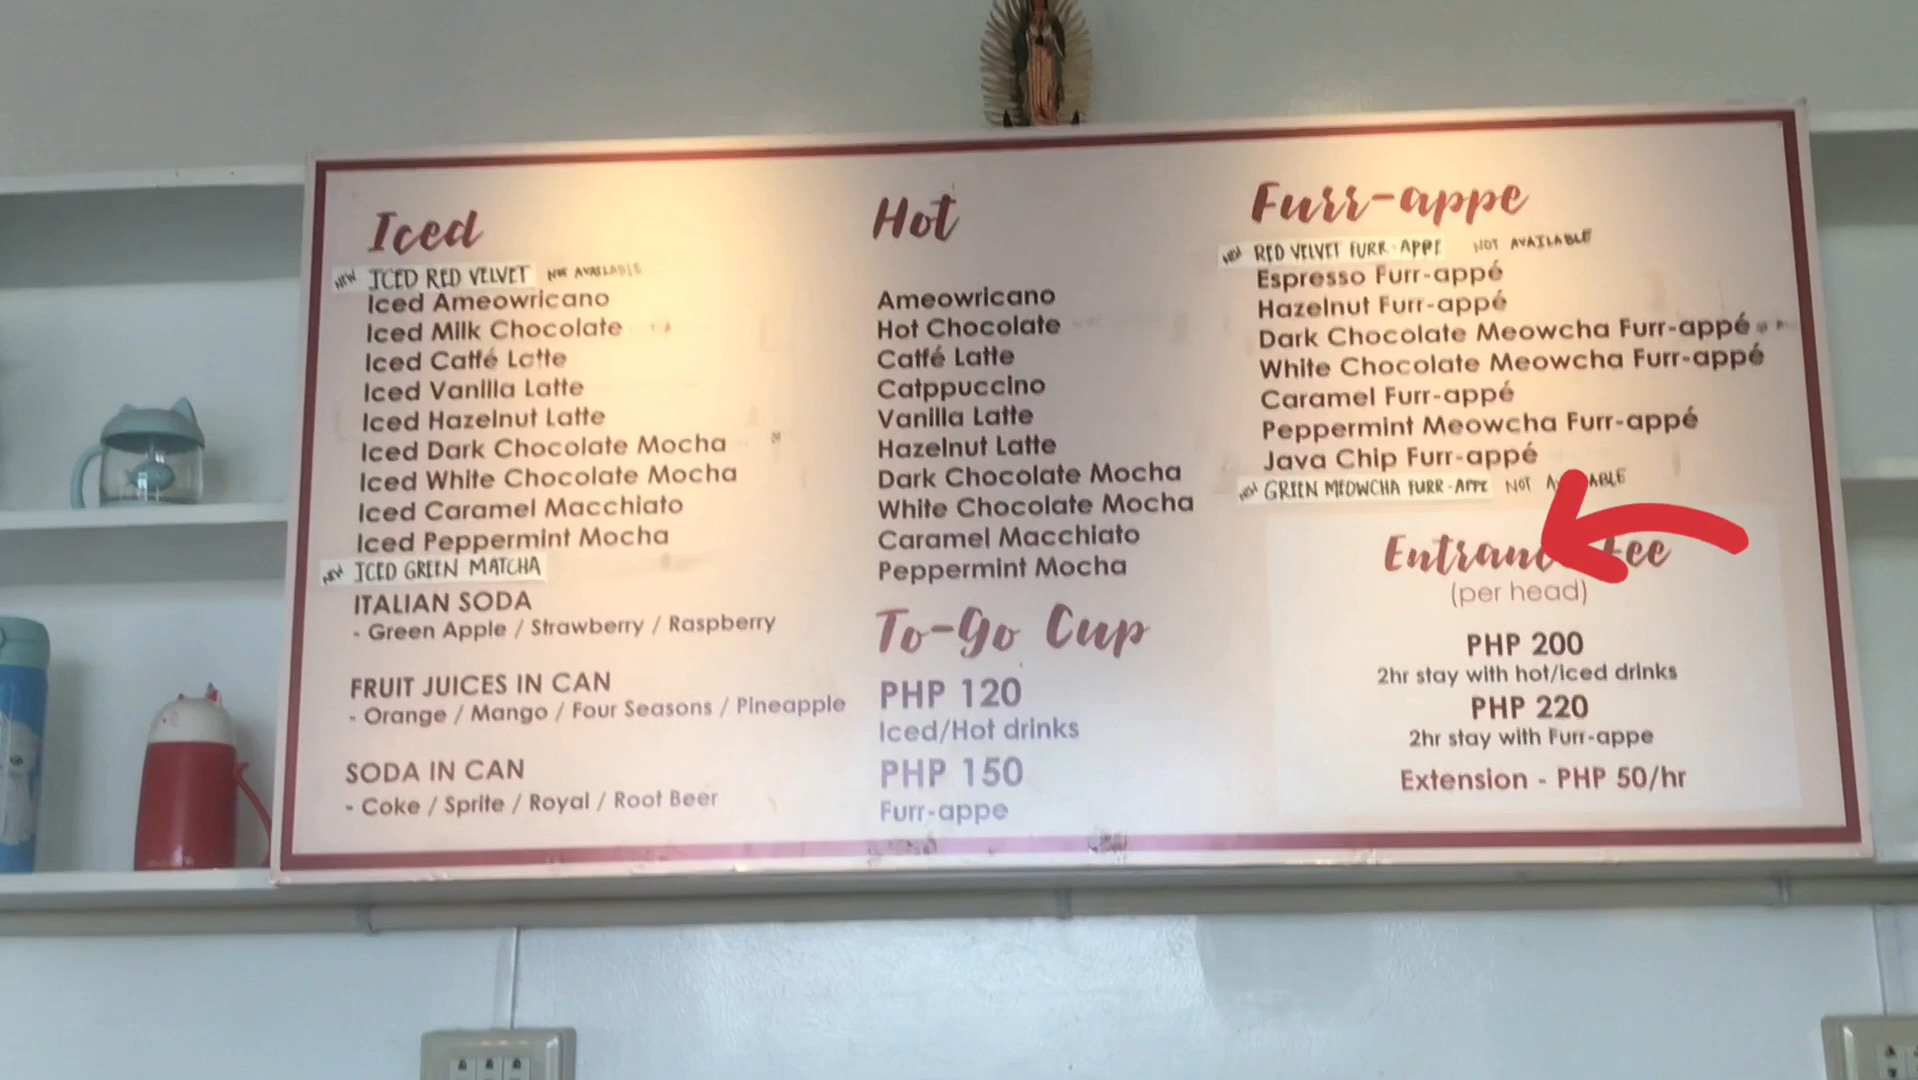 Iced
NEW ICED RED VELVET NOT AVAILABLE
Iced Ameowricano
Iced Milk Chocolate
Iced Caffé Latte
Iced Vanilla Latte
Iced Hazelnut Latte
Iced Dark Chocolate Mocha
Iced White Chocolate Mocha
Iced Caramel Macchiato
Iced Peppermint Mocha
NEW ICED GREEN MATCHA
ITALIAN SODA
- Green Apple / Strawberry / Raspberry
FRUIT JUICES IN CAN
- Orange / Mango / Four Seasons / Pineapple
SODA IN CAN
- Coke / Sprite / Royal / Root Beer
Hot
Ameowricano
Hot Chocolate
Caffé Latte
Catppuccino
Vanilla Latte
Hazelnut Latte
Dark Chocolate Mocha
White Chocolate Mocha
Caramel Macchiato
Peppermint Mocha
To-Go Cup
PHP 120
Iced/Hot drinks
PHP 150
Furr-appe
Furr-appe
NEW RED VELVET FURR-APPE NOT AVAILABLE
Espresso Furr-appé
Hazelnut Furr-appé
Dark Chocolate Meowcha Furr-appé
White Chocolate Meowcha Furr-appé
Caramel Furr-appé
Peppermint Meowcha Furr-appé
Java Chip Furr-appé
NEW GREEN MEOWCHA FURR-APPE NOT AVAILABLE
Entrance Fee
(per head)
PHP 200
2hr stay with hot/iced drinks
PHP 220
2hr stay with Furr-appe
Extension - PHP 50/hr